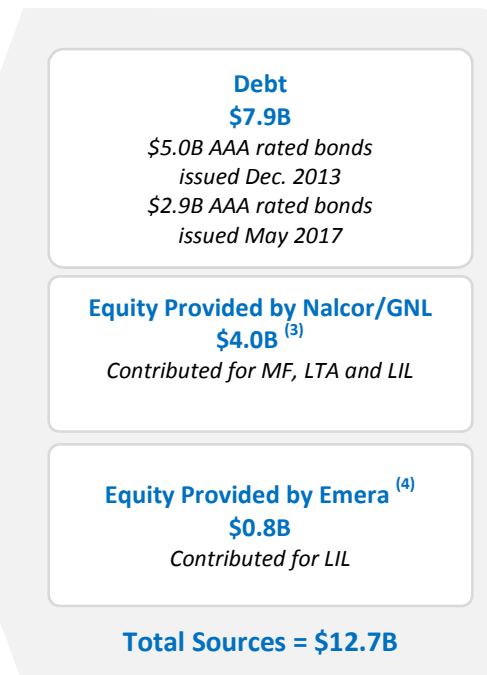 Debt
$7.9B
$5.0B AAA rated bonds
issued Dec. 2013
$2.9B AAA rated bonds
issued May 2017
Equity Provided by Nalcor/GNL
$4.0B (3)
Contributed for MF, LTA and LIL
Equity Provided by Emera (4)
$0.8B
Contributed for LIL
Total Sources = $12.7B